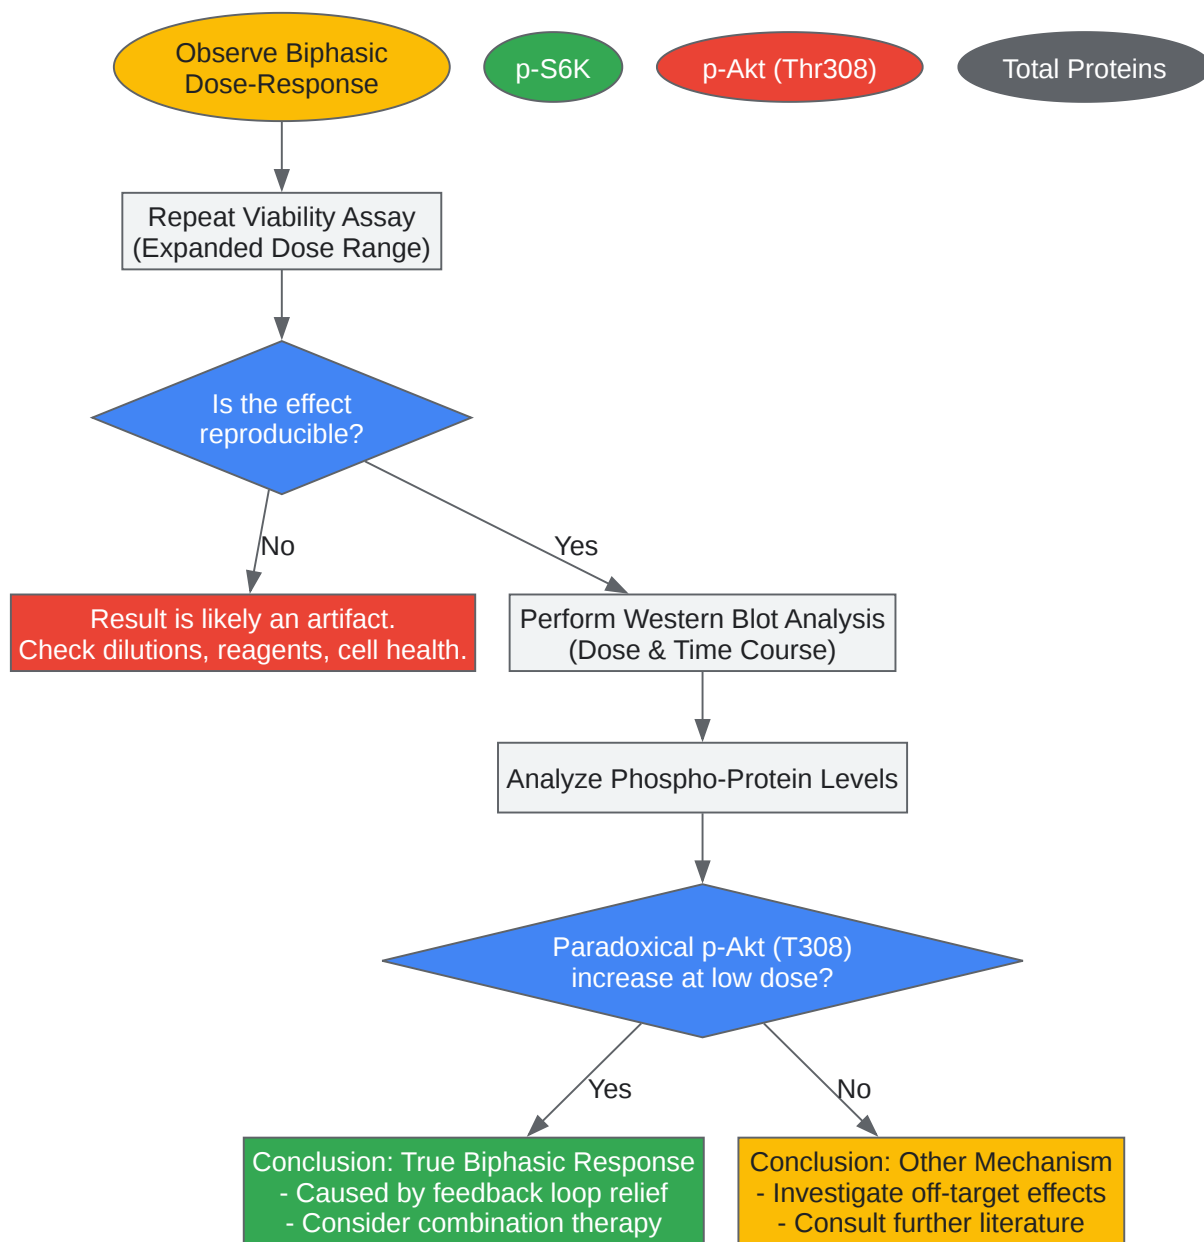 Observe Biphasic
Dose-Response
p-S6K
p-Akt (Thr308)
Total Proteins
Repeat Viability Assay
(Expanded Dose Range)
Is the effect
reproducible?
No
Yes
Result is likely an artifact.
Check dilutions, reagents, cell health.
Perform Western Blot Analysis
(Dose & Time Course)
Analyze Phospho-Protein Levels
Paradoxical p-Akt (T308)
increase at low dose?
Yes
No
Conclusion: True Biphasic Response
- Caused by feedback loop relief
- Consider combination therapy
Conclusion: Other Mechanism
- Investigate off-target effects
- Consult further literature